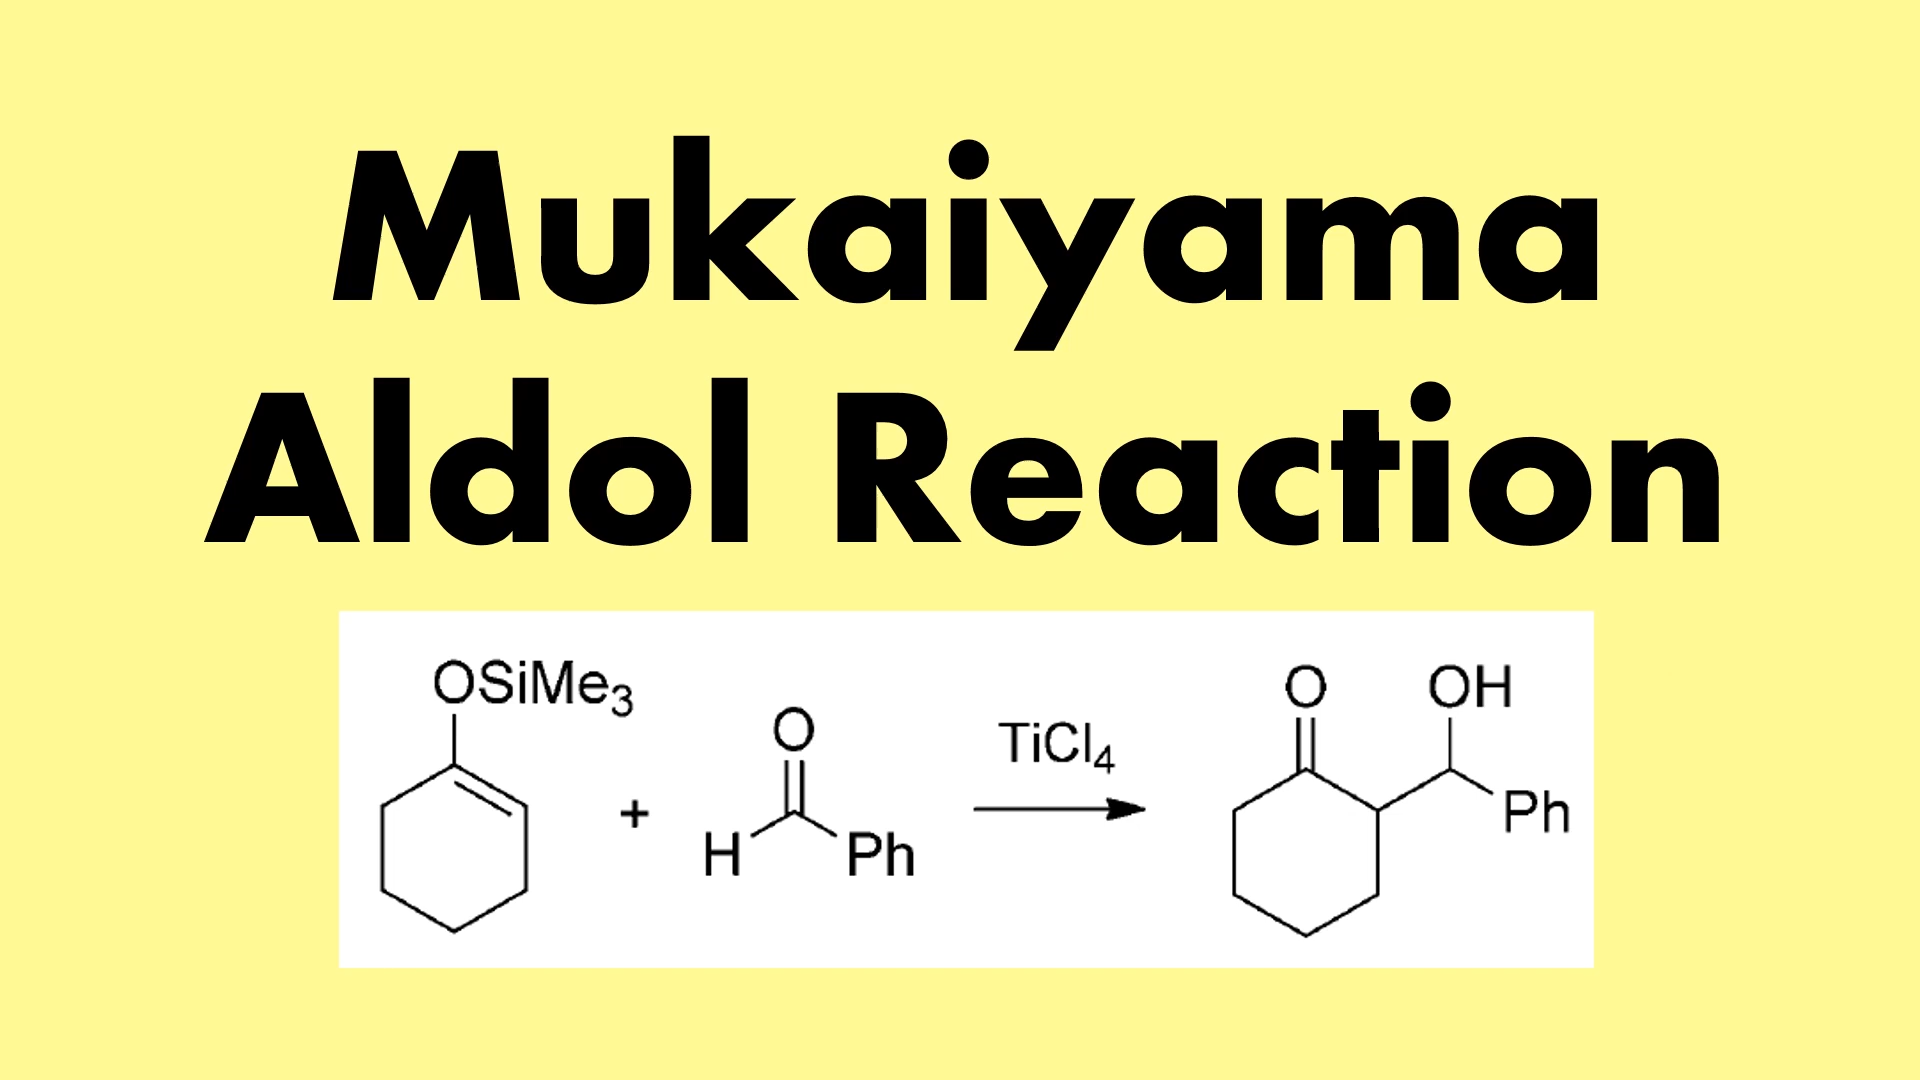 Mukaiyama
Aldol Reaction
OSiMe₃
+
O
H
Ph
TiCl₄
O
OH
Ph